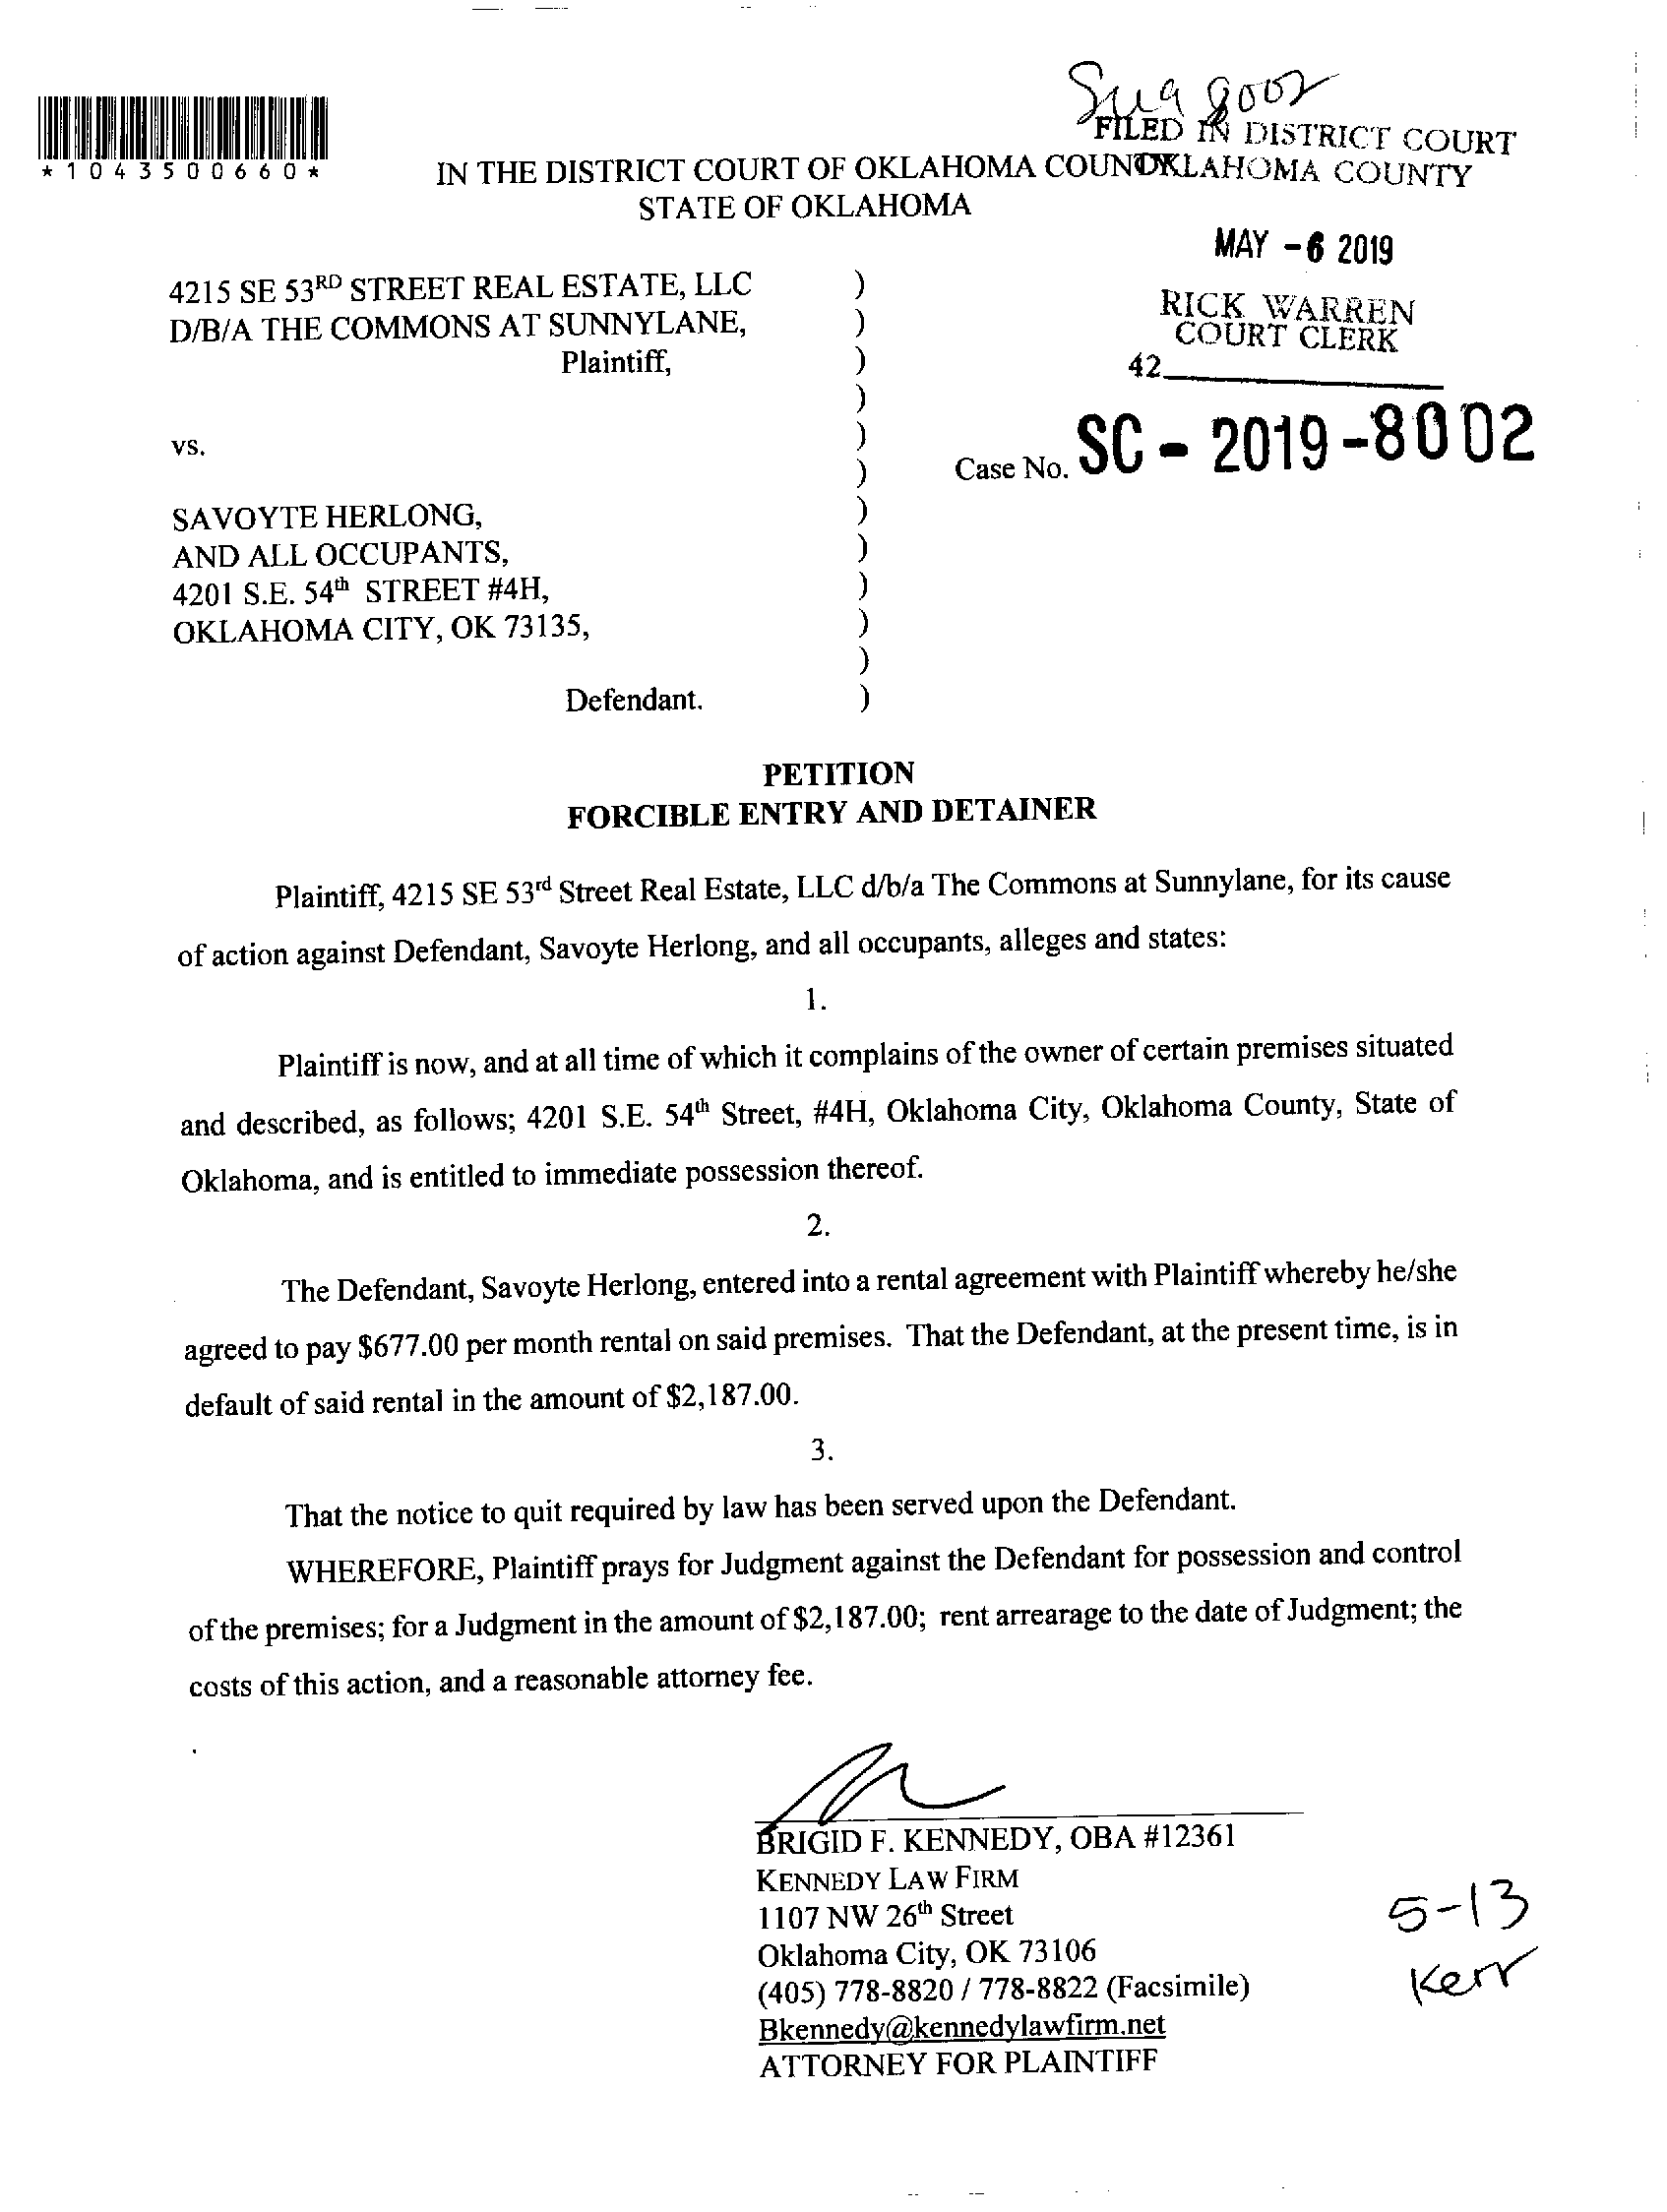 FILED IN DISTRICT COURT
OKLAHOMA COUNTY
*1043500660*
IN THE DISTRICT COURT OF OKLAHOMA COUNTY
STATE OF OKLAHOMA
MAY -6 2019
RICK WARREN
COURT CLERK
42
4215 SE 53RD STREET REAL ESTATE, LLC )
D/B/A THE COMMONS AT SUNNYLANE, )
Plaintiff, )
)
vs. )
Case No. SC - 2019-8002
)
SAVOYTE HERLONG, )
AND ALL OCCUPANTS, )
4201 S.E. 54th STREET #4H, )
OKLAHOMA CITY, OK 73135, )
)
Defendant. )
PETITION
FORCIBLE ENTRY AND DETAINER
Plaintiff, 4215 SE 53rd Street Real Estate, LLC d/b/a The Commons at Sunnylane, for its cause
of action against Defendant, Savoyte Herlong, and all occupants, alleges and states:
1.
Plaintiff is now, and at all time of which it complains of the owner of certain premises situated
and described, as follows; 4201 S.E. 54th Street, #4H, Oklahoma City, Oklahoma County, State of
Oklahoma, and is entitled to immediate possession thereof.
2.
The Defendant, Savoyte Herlong, entered into a rental agreement with Plaintiff whereby he/she
agreed to pay $677.00 per month rental on said premises. That the Defendant, at the present time, is in
default of said rental in the amount of $2,187.00.
3.
That the notice to quit required by law has been served upon the Defendant.
WHEREFORE, Plaintiff prays for Judgment against the Defendant for possession and control
of the premises; for a Judgment in the amount of $2,187.00; rent arrearage to the date of Judgment; the
costs of this action, and a reasonable attorney fee.
BRIGID F. KENNEDY, OBA #12361
KENNEDY LAW FIRM
1107 NW 26th Street
Oklahoma City, OK 73106
(405) 778-8820 / 778-8822 (Facsimile)
Bkennedy@kennedylawfirm.net
ATTORNEY FOR PLAINTIFF
5-13
Kerr